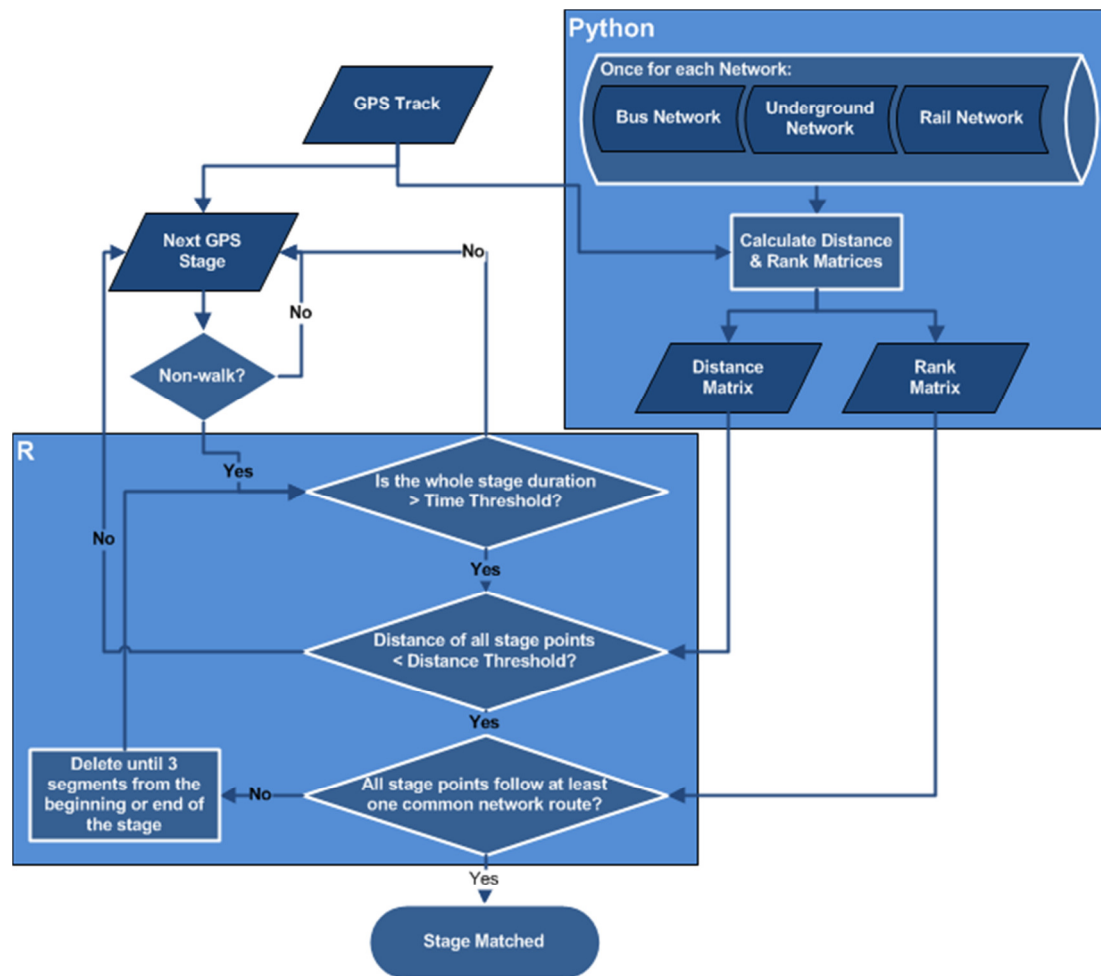 Python
Once for each Network:
Bus Network
Underground
Network
Rail Network
GPS Track
Next GPS
Stage
No
Calculate Distance
& Rank Matrices
No
Non-walk?
Distance
Matrix
Rank
Matrix
R
Yes
Is the whole stage duration
> Time Threshold?
No
Yes
Distance of all stage points
< Distance Threshold?
Yes
Delete until 3
segments from the
beginning or end of
the stage
No
All stage points follow at least
one common network route?
Yes
Stage Matched